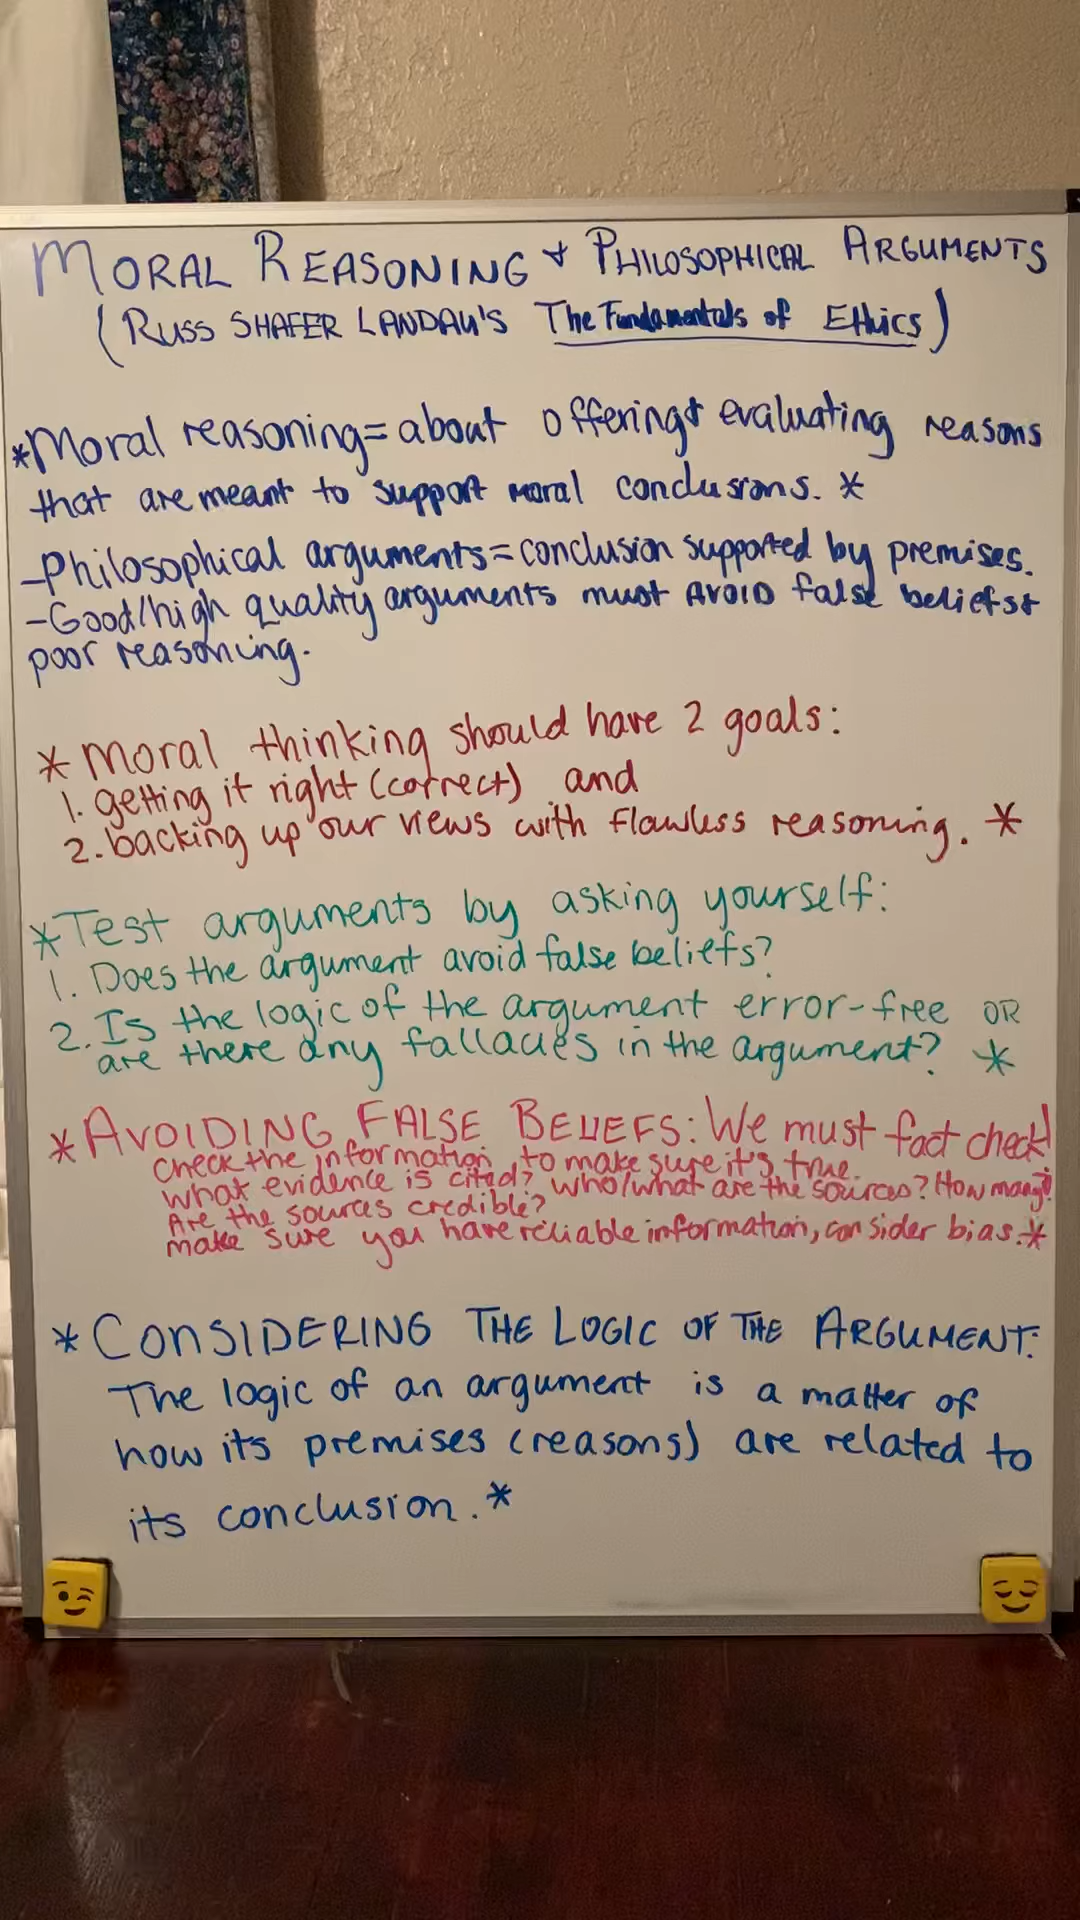 MORAL REASONING & PHILOSOPHICAL ARGUMENTS
(RUSS SHAFER LANDAU'S The Fundamentals of Ethics)
*Moral reasoning=about offering & evaluating reasons
that are meant to support moral conclusions. *
-Philosophical arguments=conclusion supported by premises.
-Good/high quality arguments must AVOID false beliefs &
poor reasoning.
* Moral thinking should have 2 goals:
1. getting it right (correct) and
2. backing up our views with flawless reasoning. *
*Test arguments by asking yourself:
1. Does the argument avoid false beliefs?
2. Is the logic of the argument error-free OR
are there any fallacies in the argument? *
*AVOIDING FALSE BELIEFS: We must fact check!
Check the information to make sure it's true.
What evidence is cited? Who/what are the sources? How many?
Are the sources credible?
make sure you have reliable information, consider bias.*
* CONSIDERING THE LOGIC OF THE ARGUMENT:
The logic of an argument is a matter of
how its premises (reasons) are related to
its conclusion.*